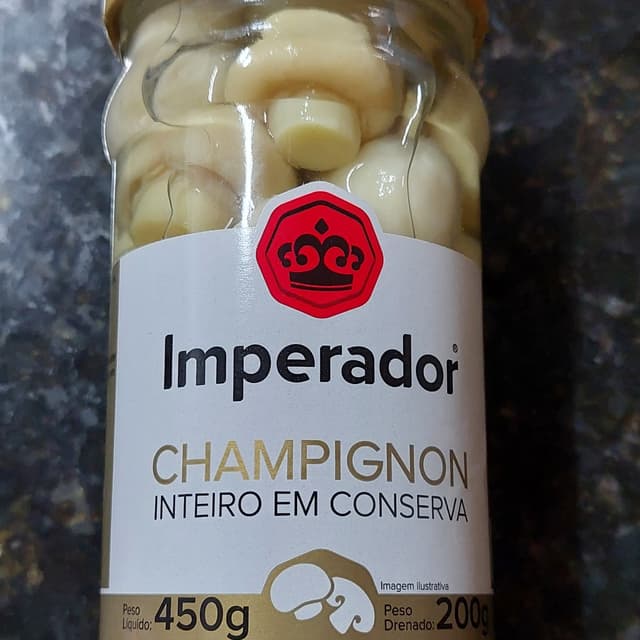 Imperador®
CHAMPIGNON
INTEIRO EM CONSERVA
Imagem ilustrativa
Peso Líquido: 450g
Peso Drenado: 200g